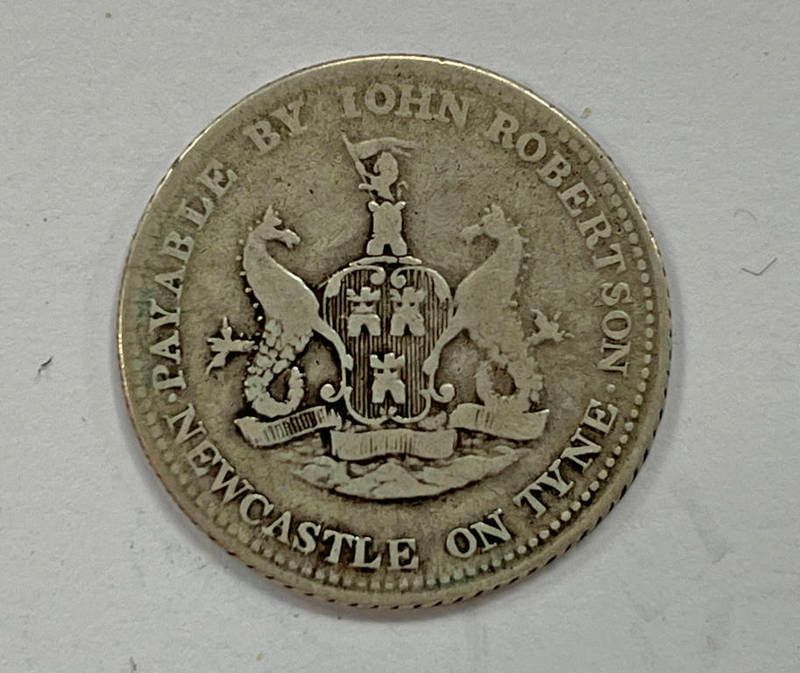 PAYABLE BY IOHN ROBERTSON
NEWCASTLE ON TYNE